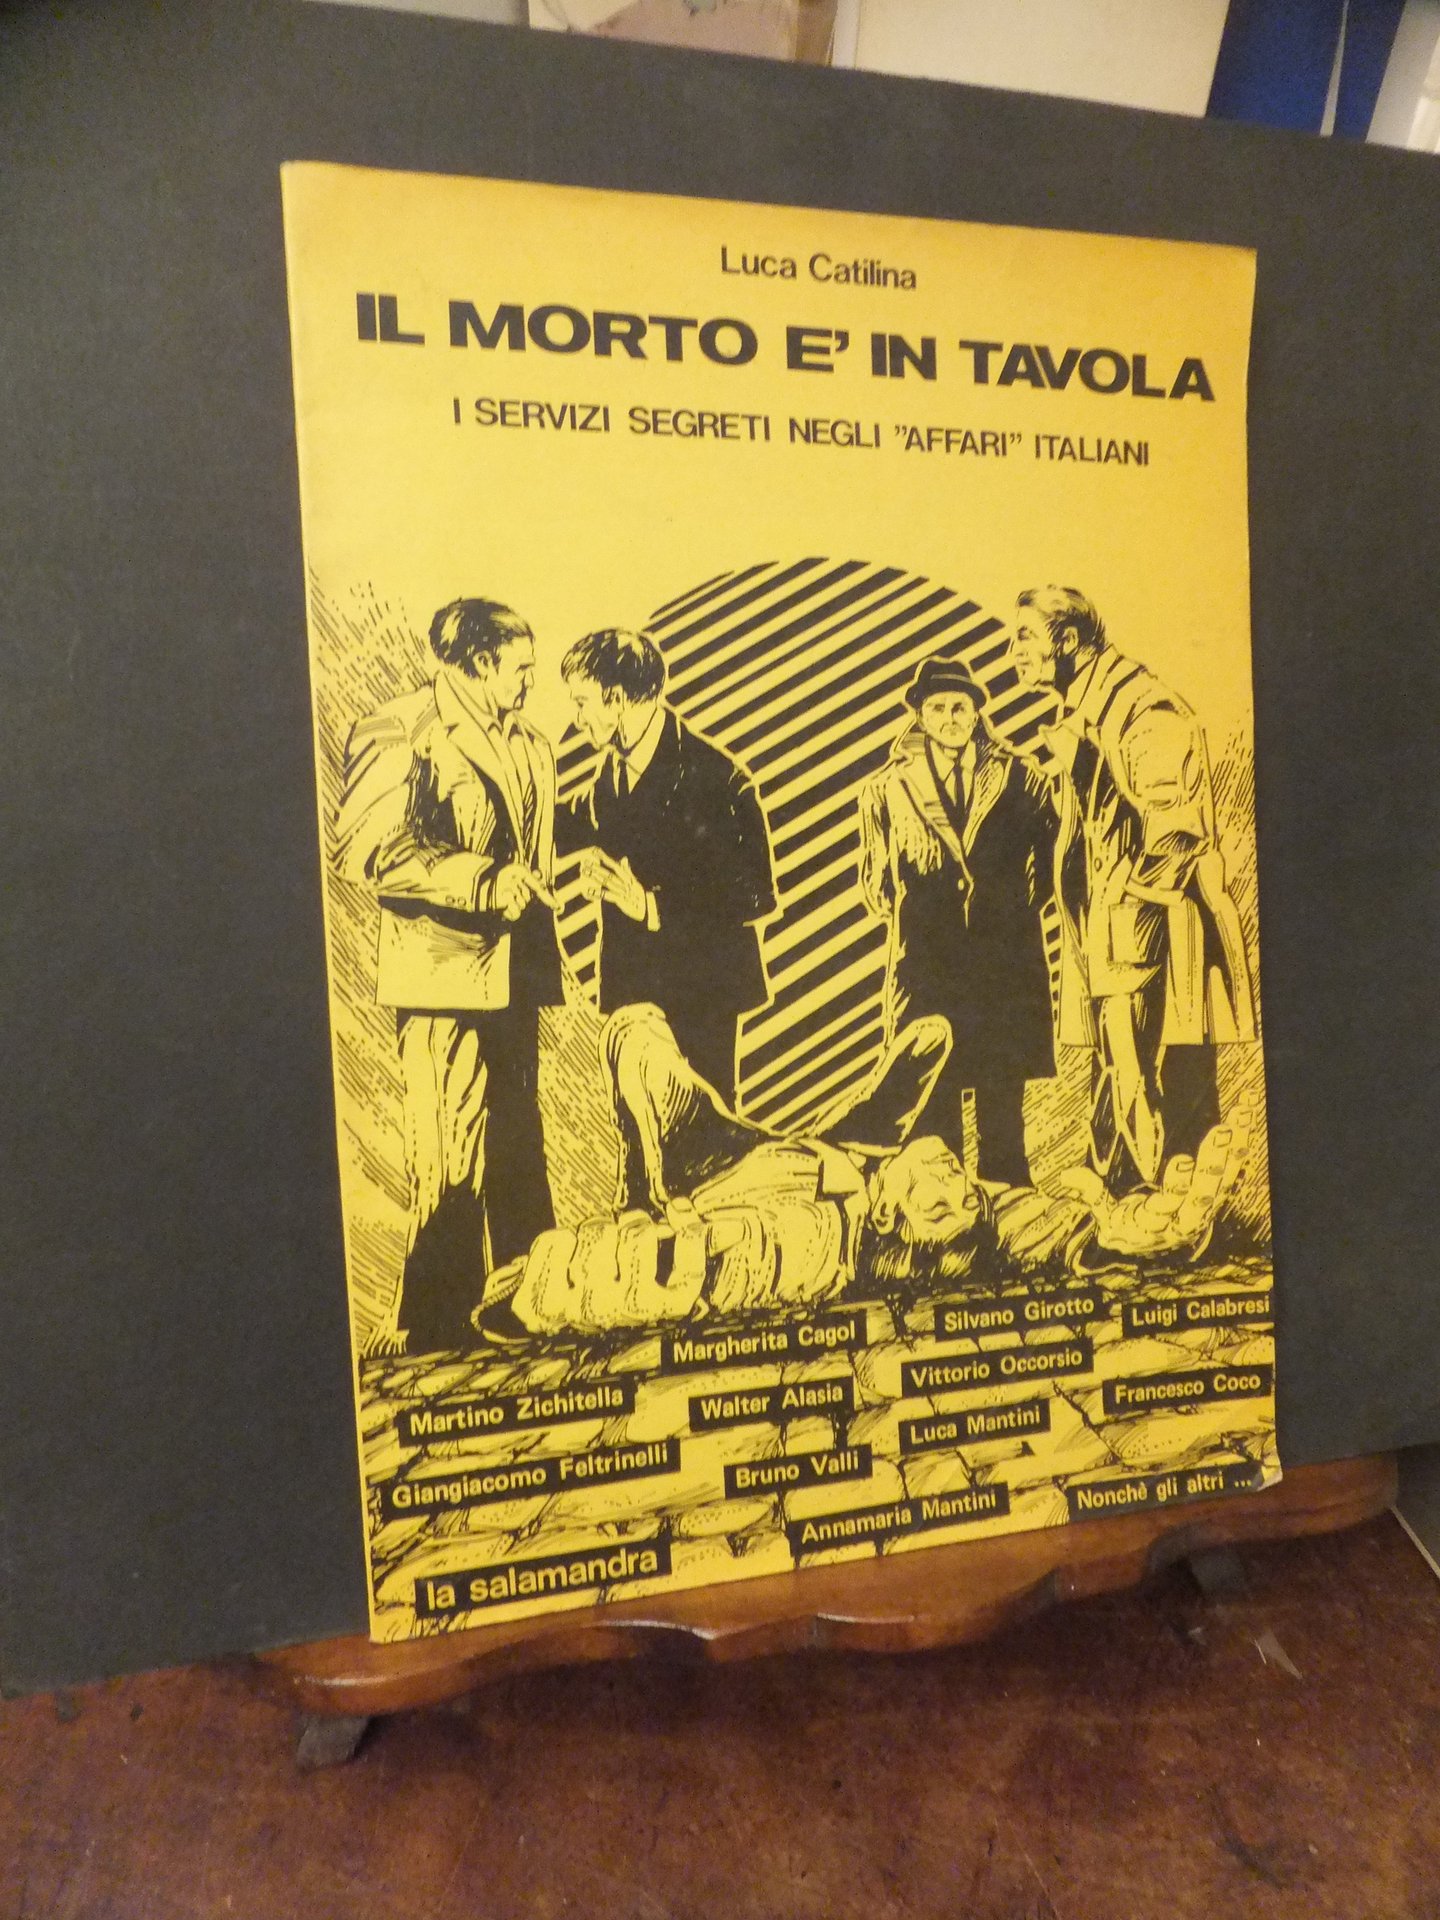 Luca Catilina
IL MORTO E' IN TAVOLA
I SERVIZI SEGRETI NEGLI "AFFARI" ITALIANI
Margherita Cagol
Silvano Girotto
Luigi Calabresi
Martino Zichitella
Walter Alasia
Vittorio Occorsio
Francesco Coco
Giangiacomo Feltrinelli
Bruno Valli
Luca Mantini
Annamaria Mantini
Nonchè gli altri ...
la salamandra